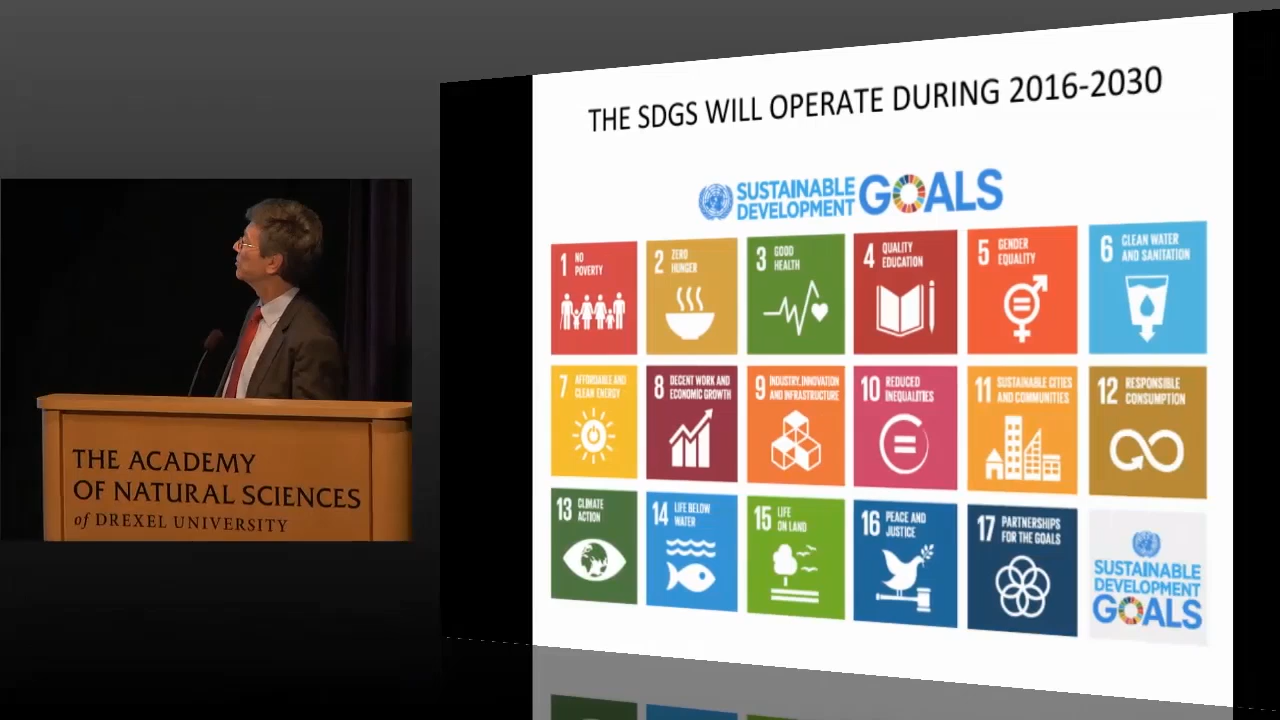 THE SDGS WILL OPERATE DURING 2016-2030
SUSTAINABLE
DEVELOPMENT
GOALS
1 NO
POVERTY
2 ZERO
HUNGER
3 GOOD
HEALTH
4 QUALITY
EDUCATION
5 GENDER
EQUALITY
6 CLEAN WATER
AND SANITATION
7 AFFORDABLE AND
CLEAN ENERGY
8 DECENT WORK AND
ECONOMIC GROWTH
9 INDUSTRY, INNOVATION
AND INFRASTRUCTURE
10 REDUCED
INEQUALITIES
11 SUSTAINABLE CITIES
AND COMMUNITIES
12 RESPONSIBLE
CONSUMPTION
13 CLIMATE
ACTION
14 LIFE BELOW
WATER
15 LIFE
ON LAND
16 PEACE AND
JUSTICE
17 PARTNERSHIPS
FOR THE GOALS
SUSTAINABLE
DEVELOPMENT
GOALS
THE ACADEMY
OF NATURAL SCIENCES
of DREXEL UNIVERSITY